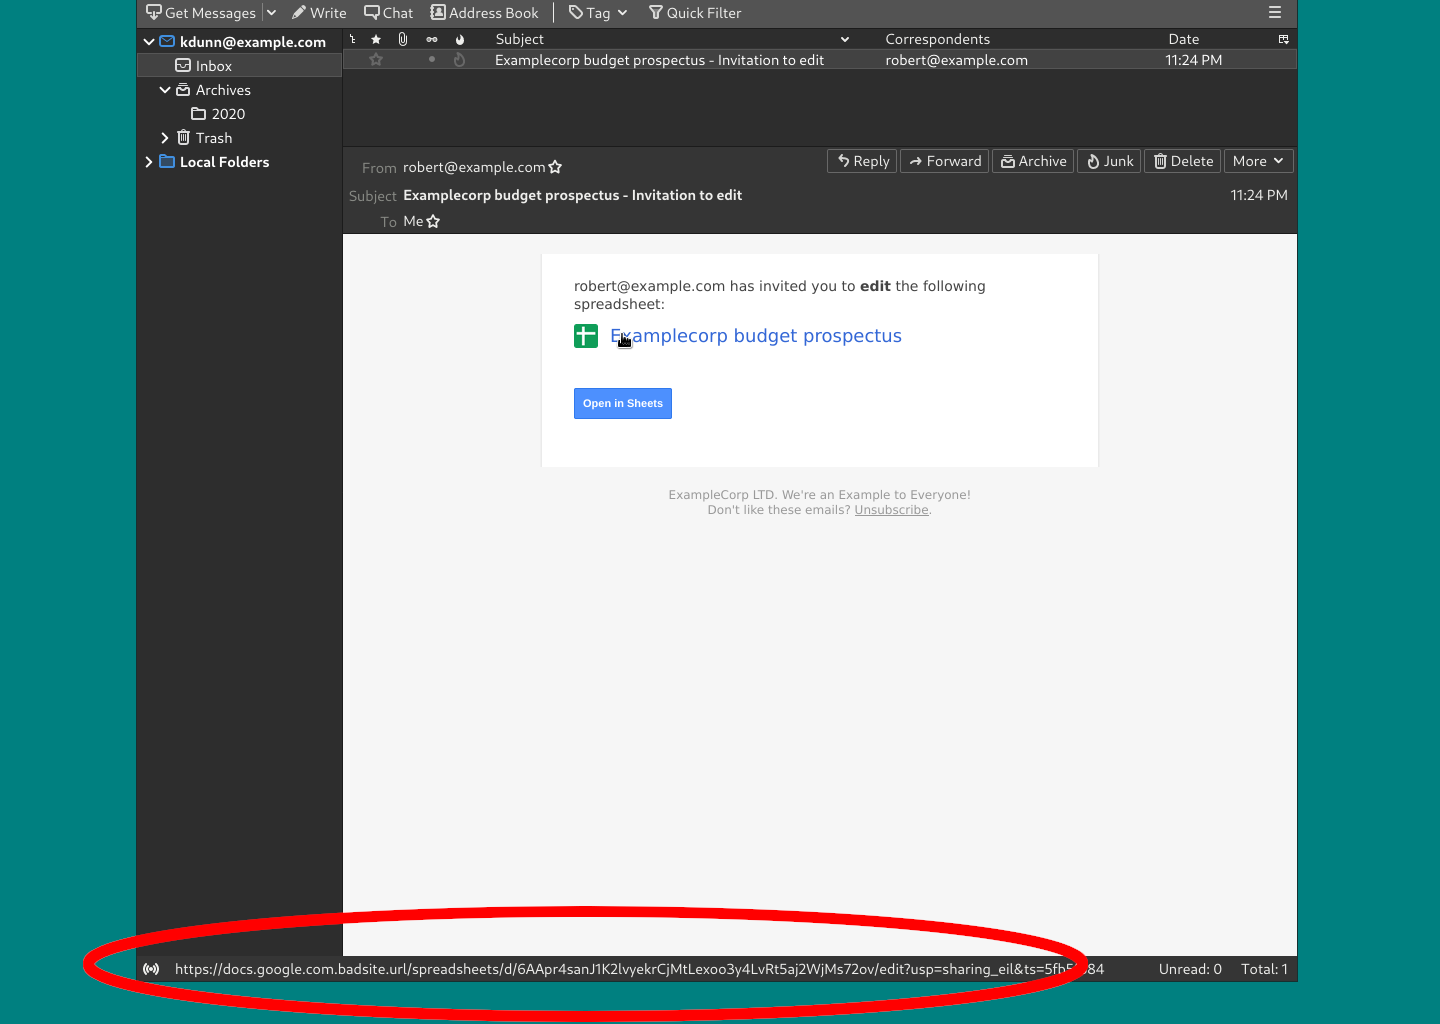 Get Messages Write Chat Address Book Tag Quick Filter
kdunn@example.com
Inbox
Archives
2020
Trash
Local Folders
Subject Correspondents Date
Examplecorp budget prospectus - Invitation to edit robert@example.com 11:24 PM
From robert@example.com Reply Forward Archive Junk Delete More
Subject Examplecorp budget prospectus - Invitation to edit 11:24 PM
To Me
robert@example.com has invited you to edit the following
spreadsheet:
Examplecorp budget prospectus
Open in Sheets
ExampleCorp LTD. We're an Example to Everyone!
Don't like these emails? Unsubscribe.
https://docs.google.com.badsite.url/spreadsheets/d/6AApr4sanJ1K2lvyekrCjMtLexoo3y4LvRt5aj2WjMs72ov/edit?usp=sharing_eil&ts= Unread: 0 Total: 1